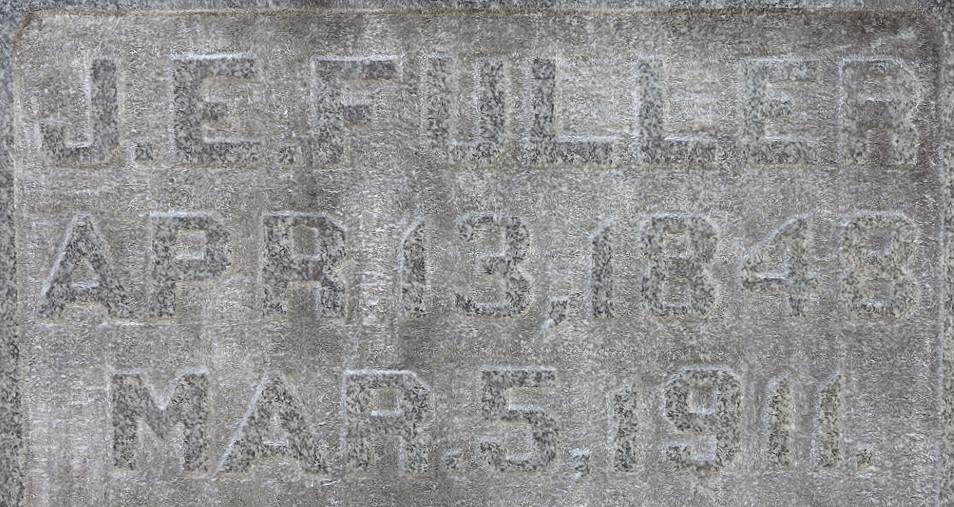 J.E. FULLER
APR 13, 1848
MAR. 5, 1911.